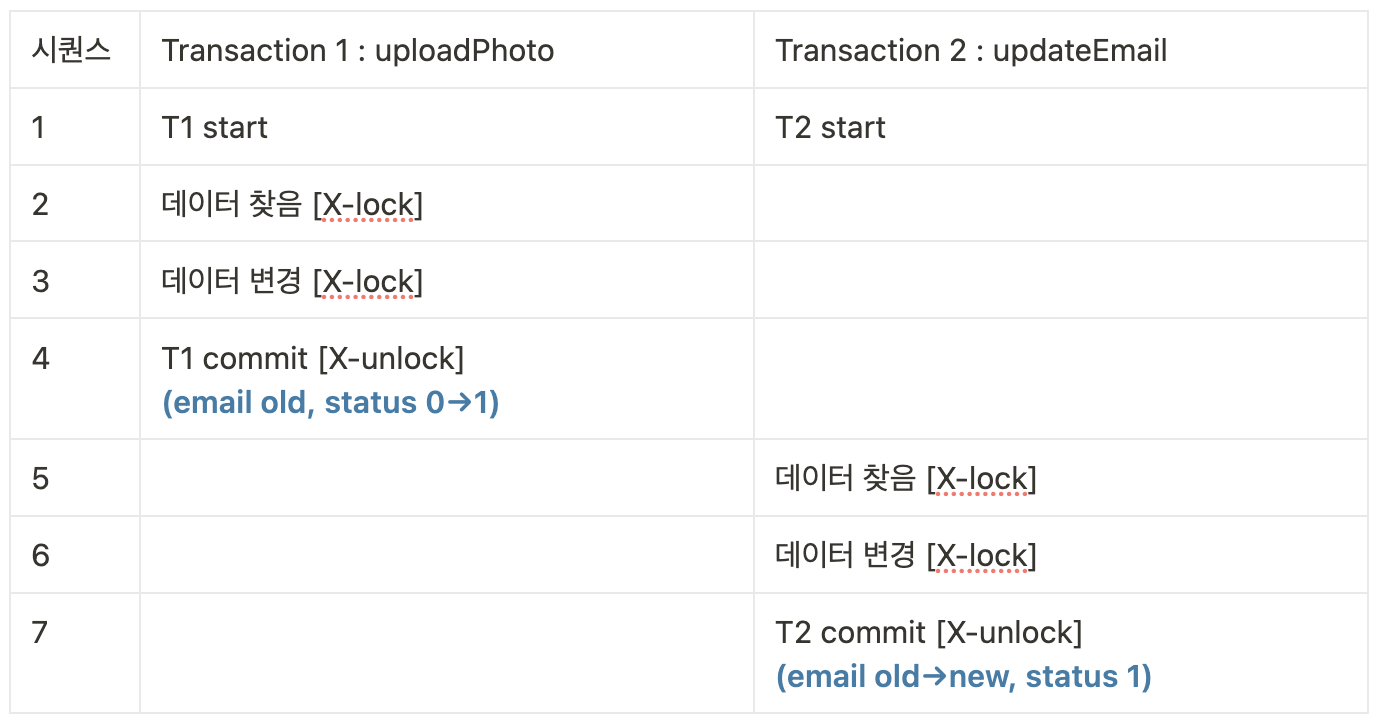 시퀀스 Transaction 1 : uploadPhoto Transaction 2 : updateEmail
1 T1 start T2 start
2 데이터 찾음 [X-lock]
3 데이터 변경 [X-lock]
4 T1 commit [X-unlock]
(email old, status 0→1)
5 데이터 찾음 [X-lock]
6 데이터 변경 [X-lock]
7 T2 commit [X-unlock]
(email old→new, status 1)